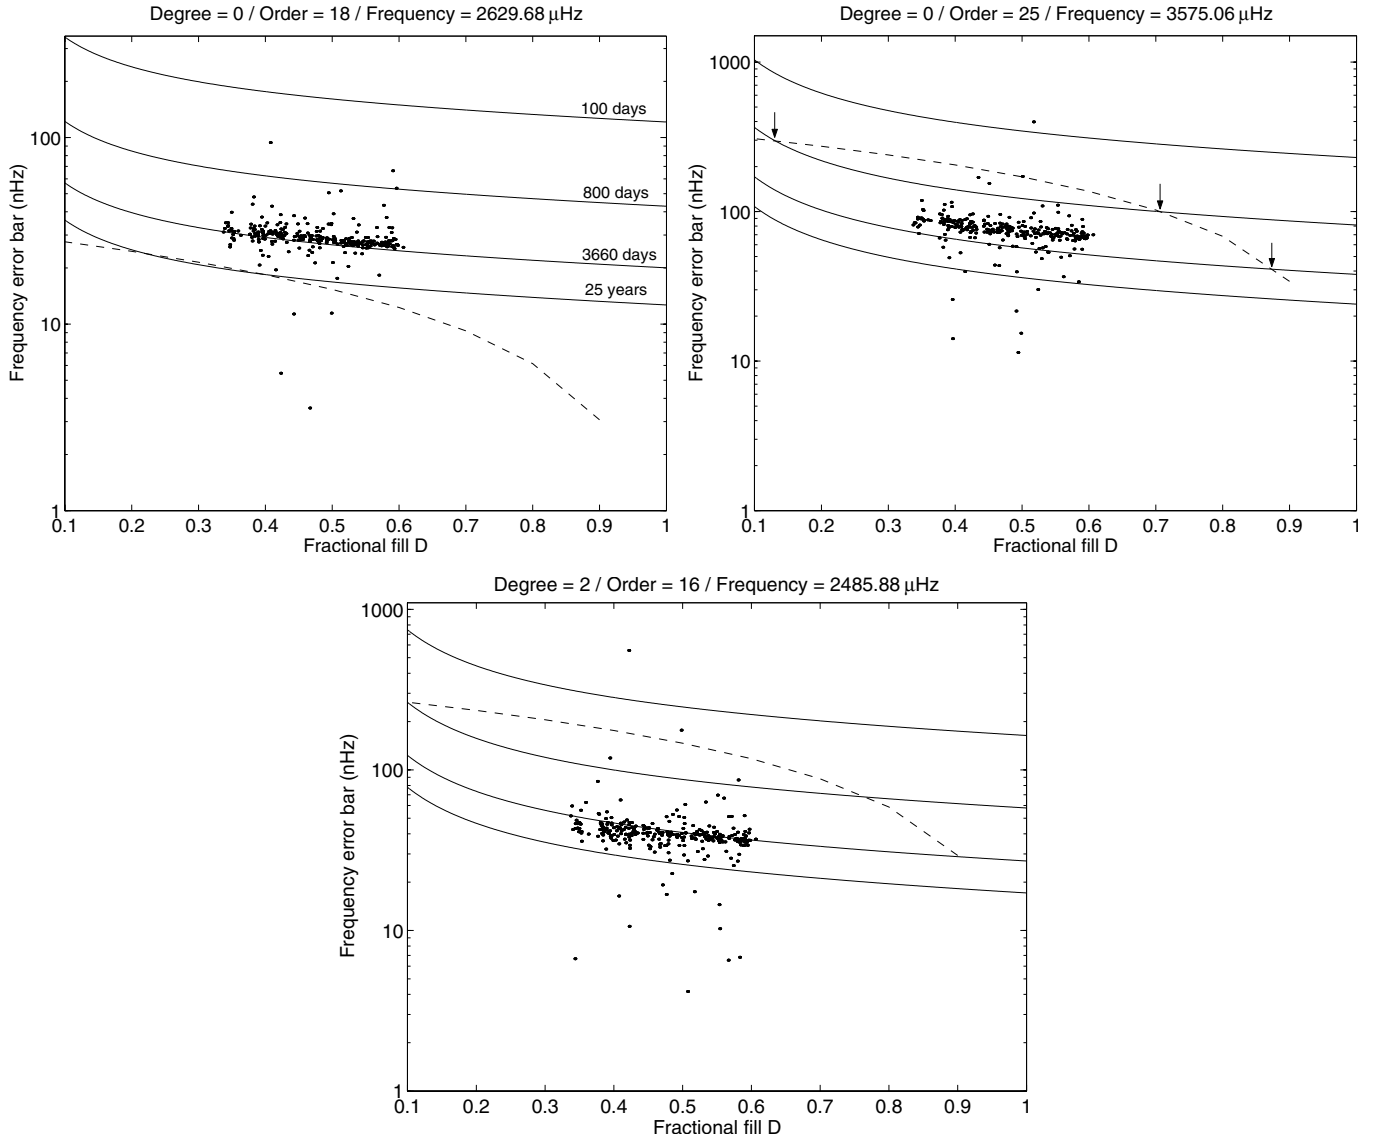 Degree = 0 / Order = 18 / Frequency = 2629.68 μHz
100
10
1
Frequency error bar (nHz)
100 days
800 days
3660 days
25 years
0.1 0.2 0.3 0.4 0.5 0.6 0.7 0.8 0.9 1
Fractional fill D
Degree = 0 / Order = 25 / Frequency = 3575.06 μHz
1000
100
10
1
Frequency error bar (nHz)
0.1 0.2 0.3 0.4 0.5 0.6 0.7 0.8 0.9 1
Fractional fill D
Degree = 2 / Order = 16 / Frequency = 2485.88 μHz
1000
100
10
1
Frequency error bar (nHz)
0.1 0.2 0.3 0.4 0.5 0.6 0.7 0.8 0.9 1
Fractional fill D